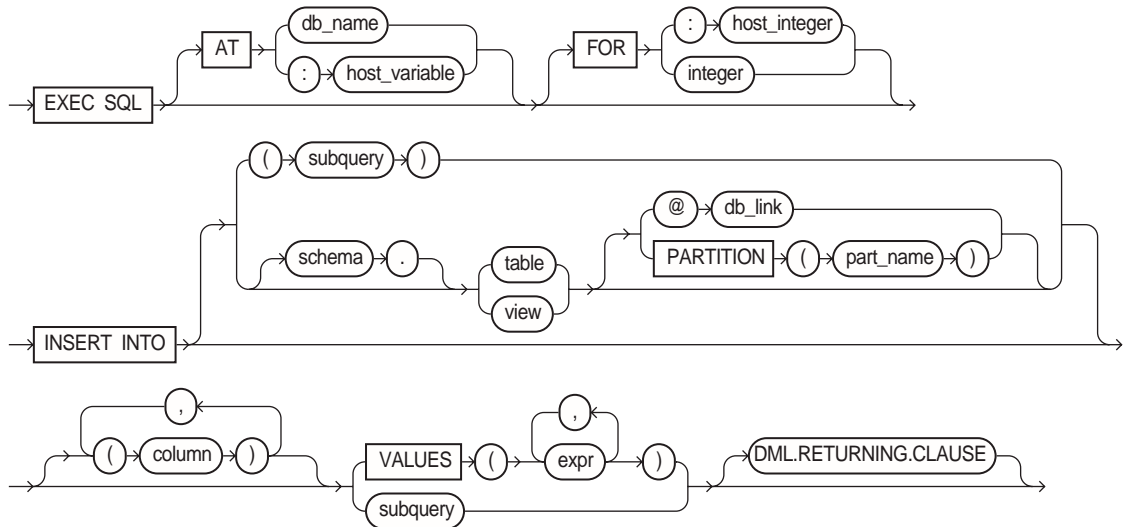 db_name
AT
: host_variable
FOR
: host_integer
integer
EXEC SQL
( subquery )
@ db_link
PARTITION ( part_name )
schema .
table
view
INSERT INTO
,
( column )
VALUES ( expr )
,
subquery
DML.RETURNING.CLAUSE